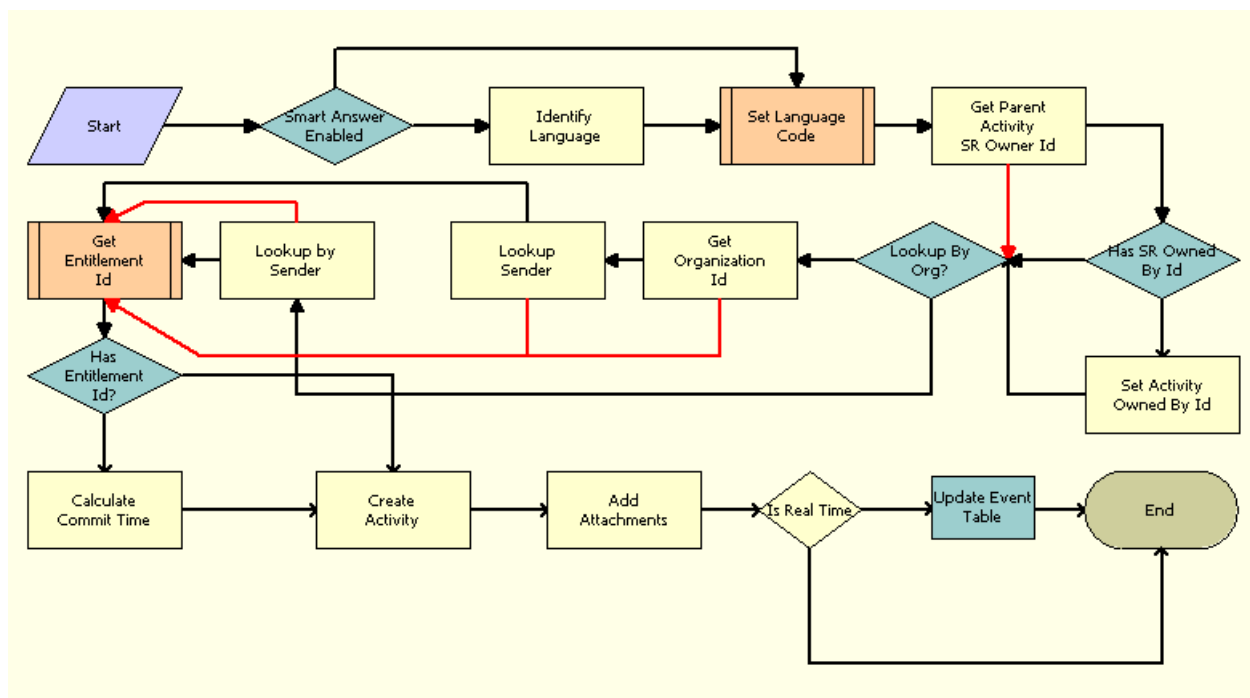 Start
Smart Answer
Enabled
Identify
Language
Set Language
Code
Get Parent
Activity
SR Owner Id
Get
Entitlement
Id
Lookup by
Sender
Lookup
Sender
Get
Organization
Id
Lookup By
Org?
Has SR Owned
By Id
Has
Entitlement
Id?
Set Activity
Owned By Id
Calculate
Commit Time
Create
Activity
Add
Attachments
Is Real Time
Update Event
Table
End